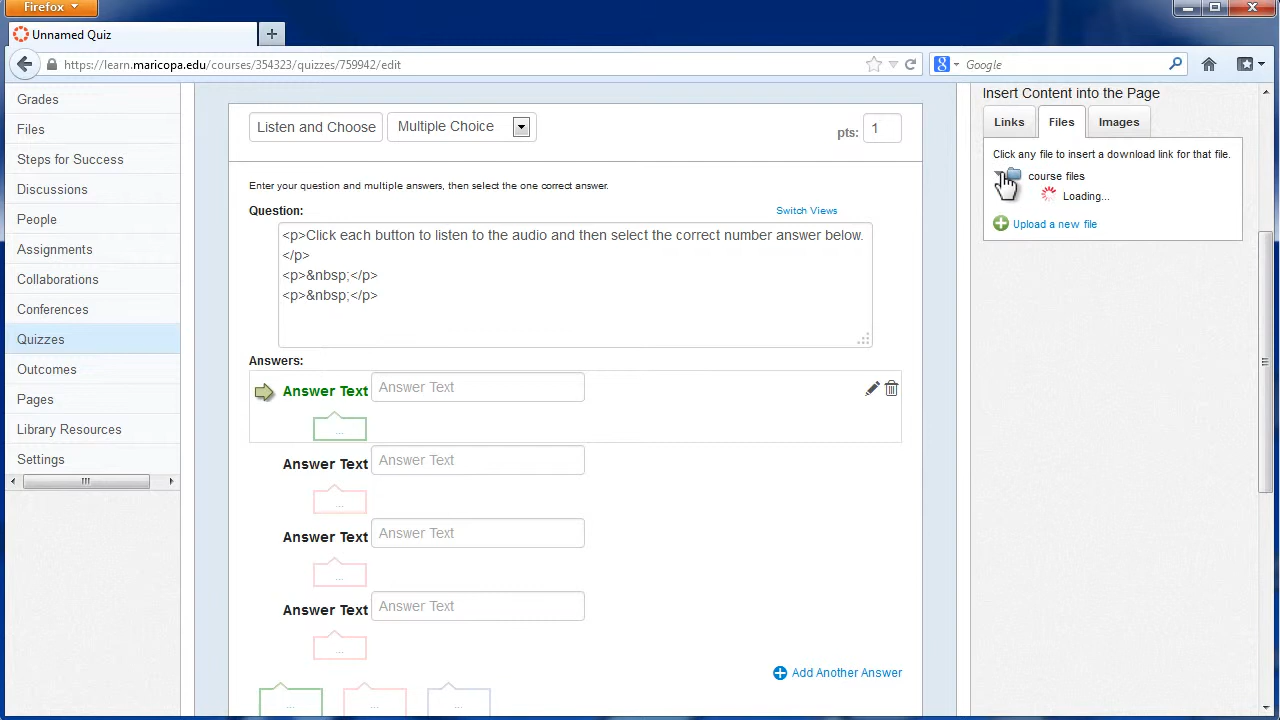 Firefox
Unnamed Quiz
https://learn.maricopa.edu/courses/354323/quizzes/759942/edit
Google
Grades
Files
Steps for Success
Discussions
People
Assignments
Collaborations
Conferences
Quizzes
Outcomes
Pages
Library Resources
Settings
Listen and Choose
Multiple Choice
pts:
1
Enter your question and multiple answers, then select the one correct answer.
Question:
Switch Views
<p>Click each button to listen to the audio and then select the correct number answer below.
</p>
<p>&nbsp;</p>
<p>&nbsp;</p>
Answers:
Answer Text
Answer Text
...
Answer Text
Answer Text
...
Answer Text
Answer Text
...
Answer Text
Answer Text
...
Add Another Answer
...
...
...
Insert Content into the Page
Links
Files
Images
Click any file to insert a download link for that file.
course files
Loading...
Upload a new file